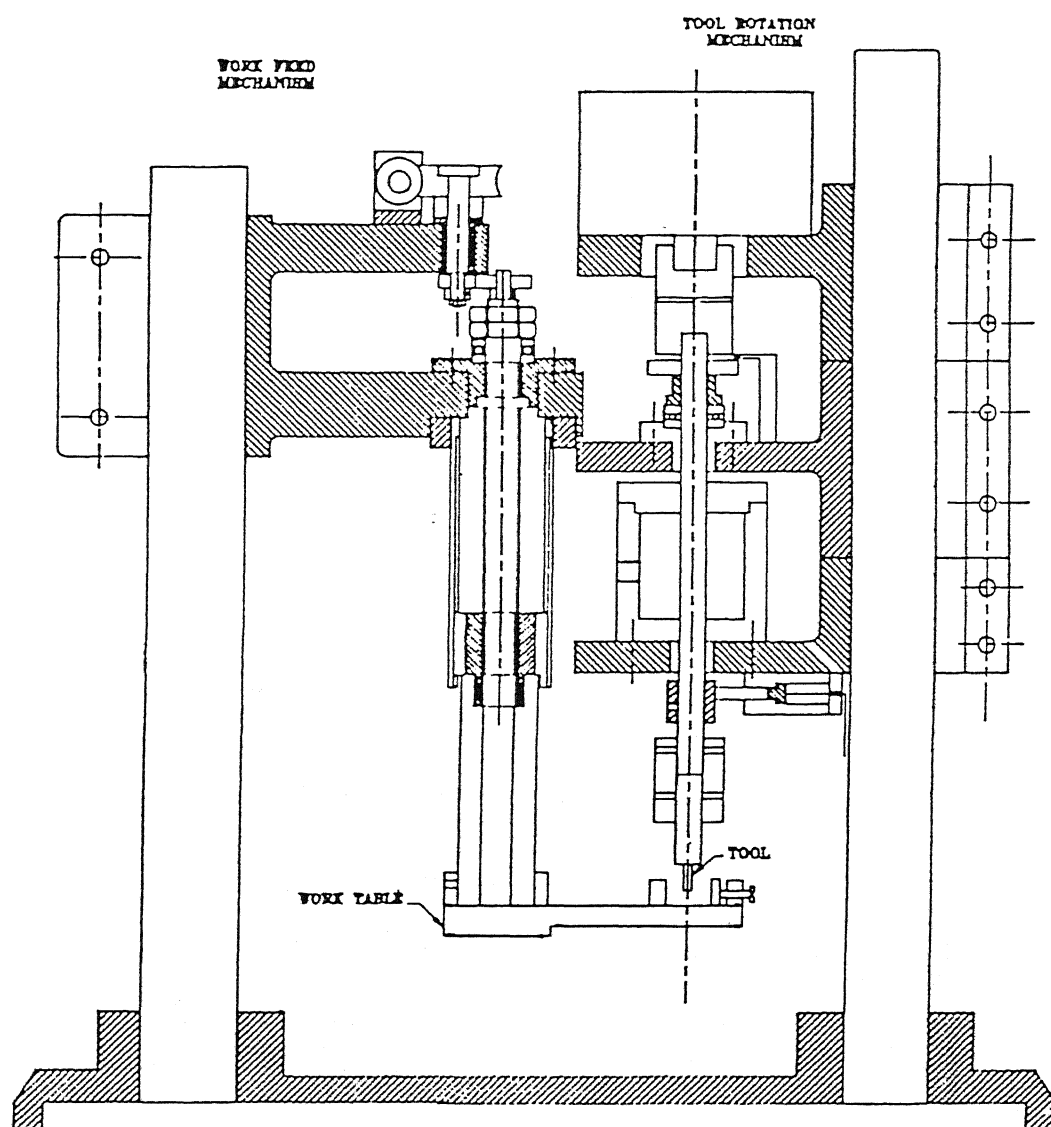 TOOL ROTATION
MECHANISM
WORK FEED
MECHANISM
TOOL
WORK TABLE